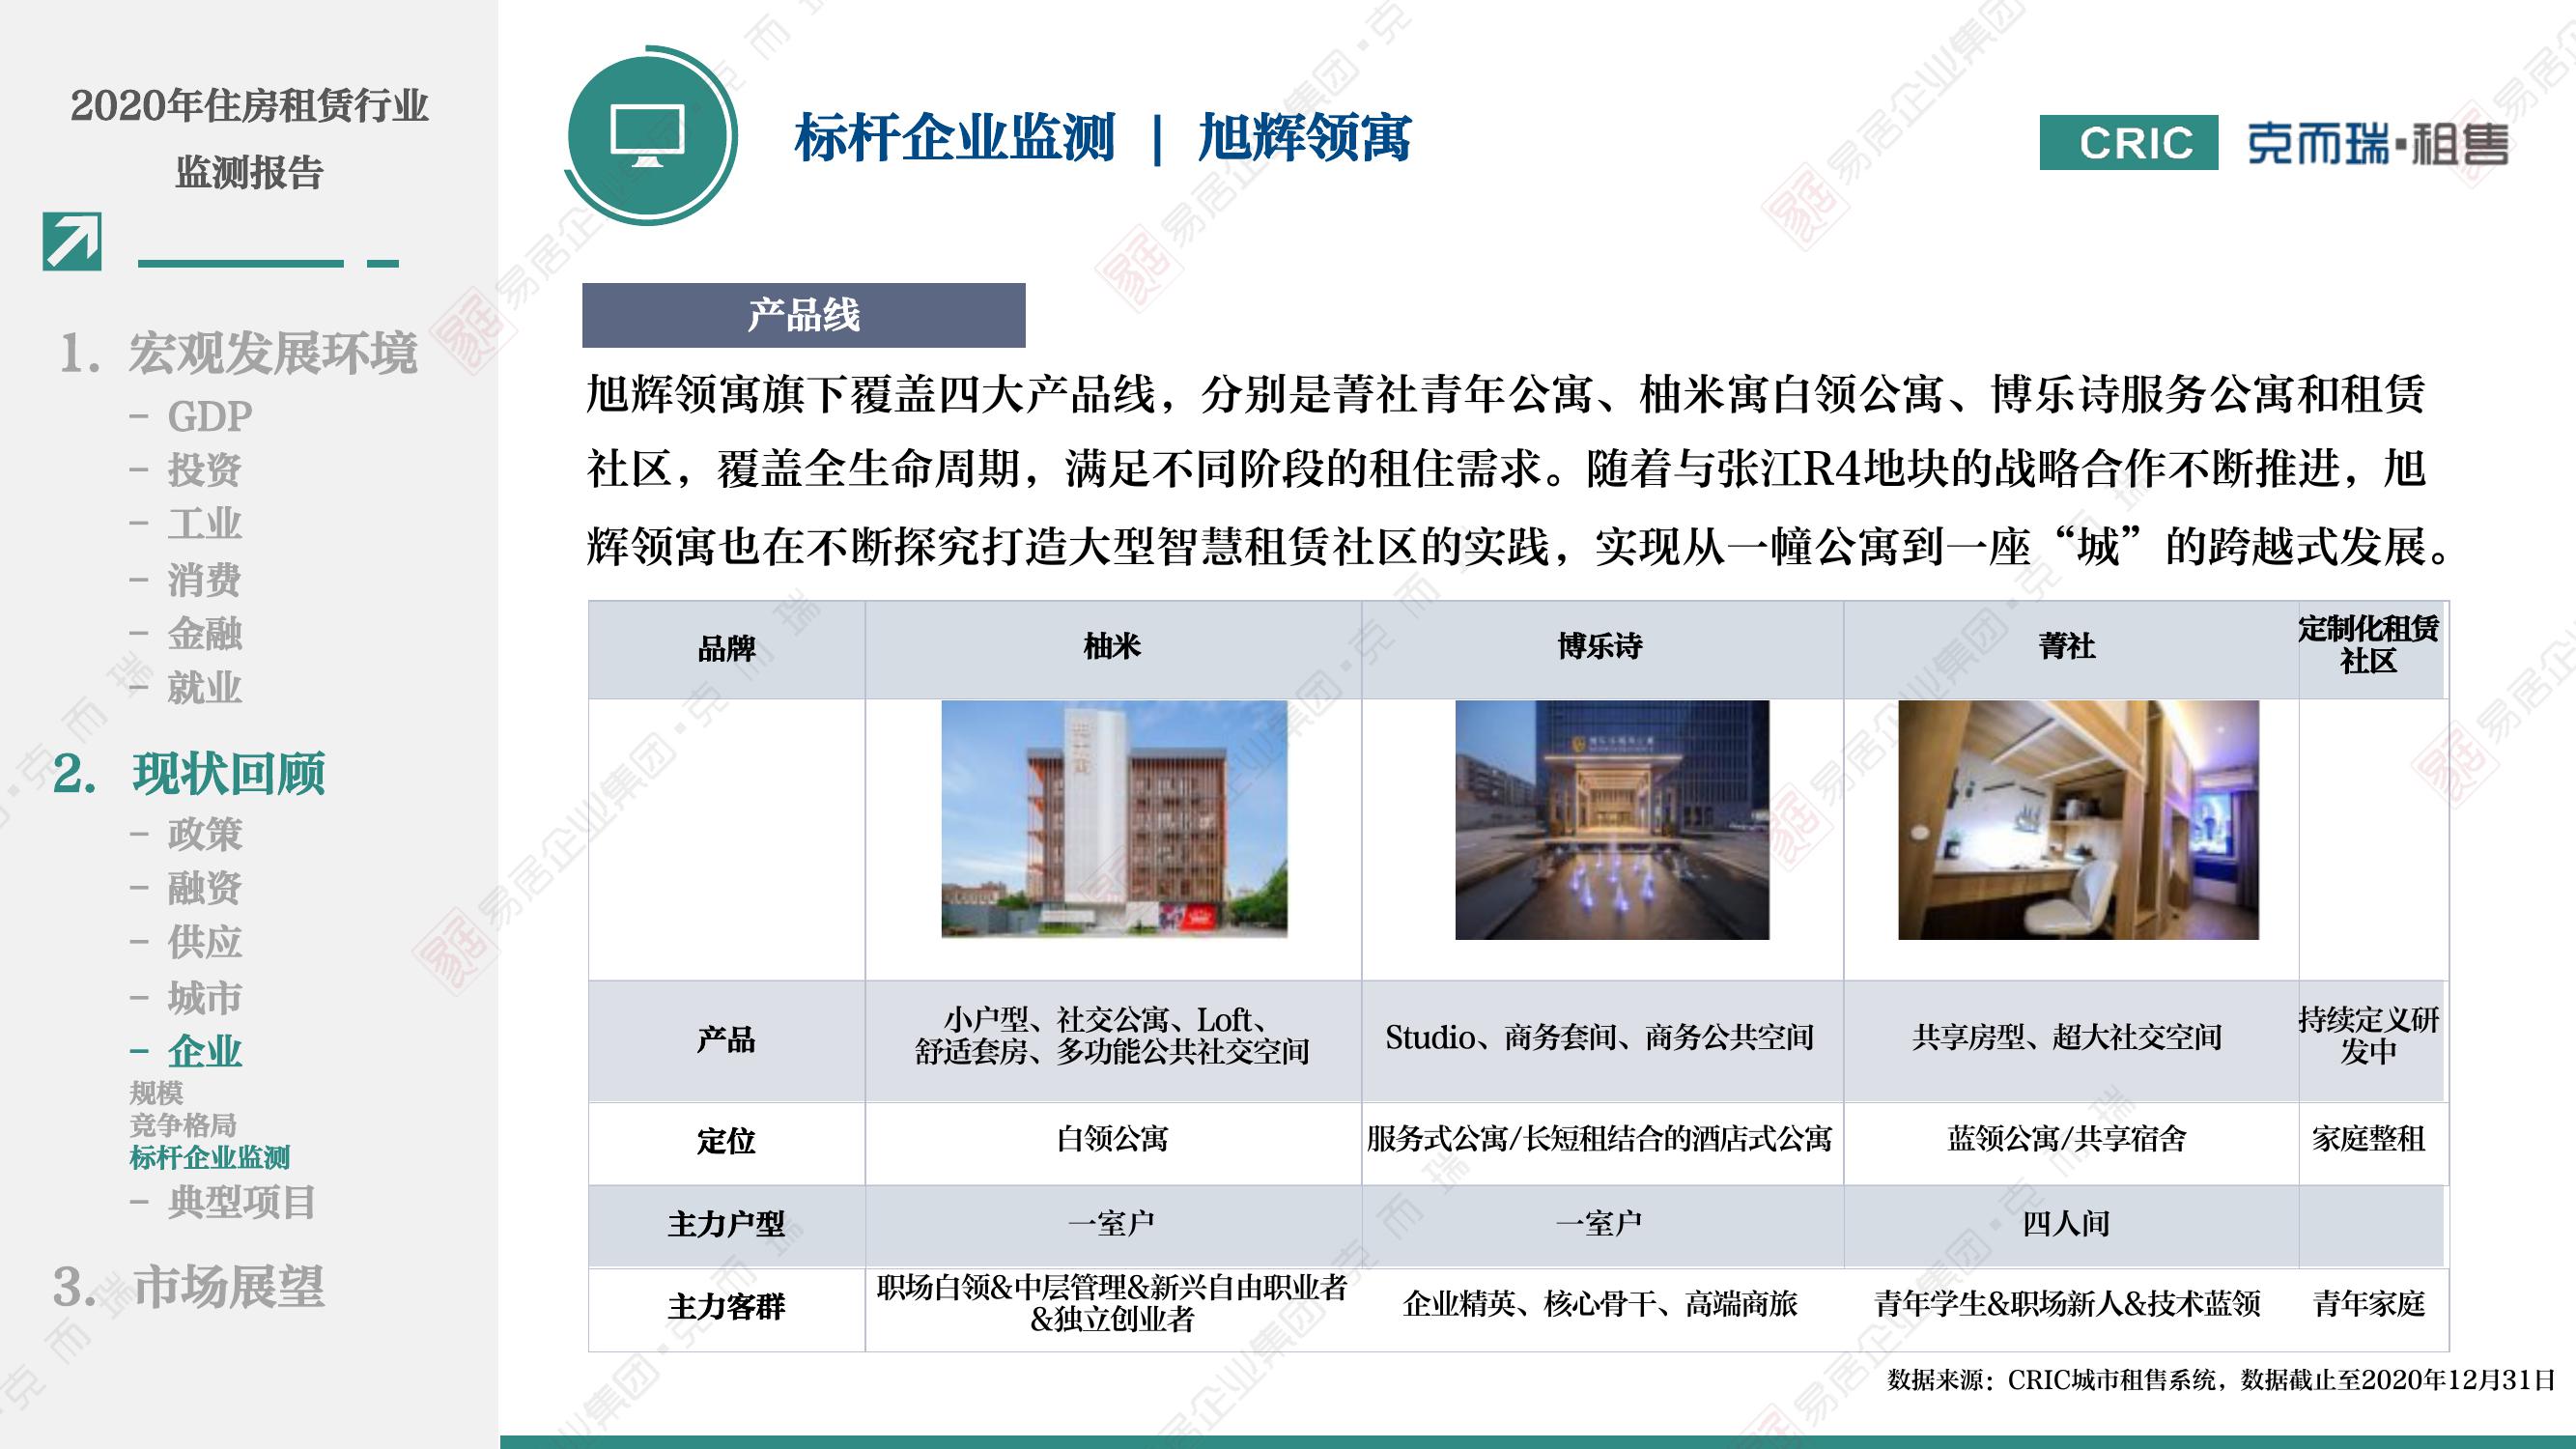 2020年住房租赁行业
监测报告
1. 宏观发展环境
– GDP
– 投资
– 工业
– 消费
– 金融
– 就业
2. 现状回顾
– 政策
– 融资
– 供应
– 城市
– 企业
规模
竞争格局
标杆企业监测
– 典型项目
3. 市场展望
标杆企业监测 | 旭辉领寓
CRIC 克而瑞·租售
产品线
旭辉领寓旗下覆盖四大产品线，分别是菁社青年公寓、柚米寓白领公寓、博乐诗服务公寓和租赁
社区，覆盖全生命周期，满足不同阶段的租住需求。随着与张江R4地块的战略合作不断推进，旭
辉领寓也在不断探究打造大型智慧租赁社区的实践，实现从一幢公寓到一座“城”的跨越式发展。
品牌 柚米 博乐诗 菁社 定制化租赁
社区
产品 小户型、社交公寓、Loft、
舒适套房、多功能公共社交空间 Studio、商务套间、商务公共空间 共享房型、超大社交空间 持续定义研
发中
定位 白领公寓 服务式公寓/长短租结合的酒店式公寓 蓝领公寓/共享宿舍 家庭整租
主力户型 一室户 一室户 四人间
主力客群 职场白领&中层管理&新兴自由职业者
&独立创业者 企业精英、核心骨干、高端商旅 青年学生&职场新人&技术蓝领 青年家庭
数据来源：CRIC城市租售系统，数据截止至2020年12月31日
易居企业集团·克而瑞